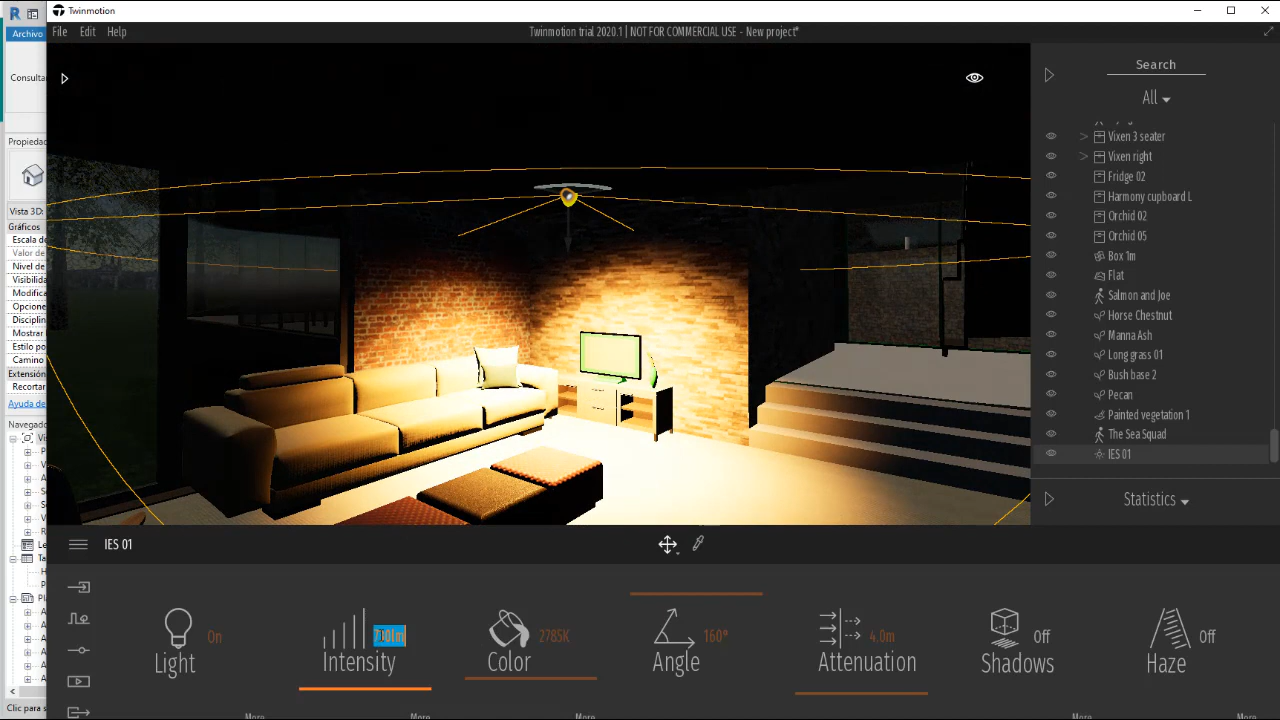 Twinmotion
Archivo
File Edit Help
Twinmotion trial 2020.1 | NOT FOR COMMERCIAL USE - New project*
Consultar
Search
All
Propiedad
Vista 3D:
Gráficos
Escala de
Valor de
Nivel de
Visibilida
Modifica
Opcione
Disciplin
Mostrar
Estilo po
Camino
Extensión
Recortar
Ayuda de
Navegador
Vixen 3 seater
Vixen right
Fridge 02
Harmony cupboard L
Orchid 02
Orchid 05
Box 1m
Flat
Salmon and Joe
Horse Chestnut
Manna Ash
Long grass 01
Bush base 2
Pecan
Painted vegetation 1
The Sea Squad
IES 01
Statistics
IES 01
Light On
Intensity
Color 2785K
Angle 160°
Attenuation 4.0m
Shadows Off
Haze Off
More More More More More
Clic para s